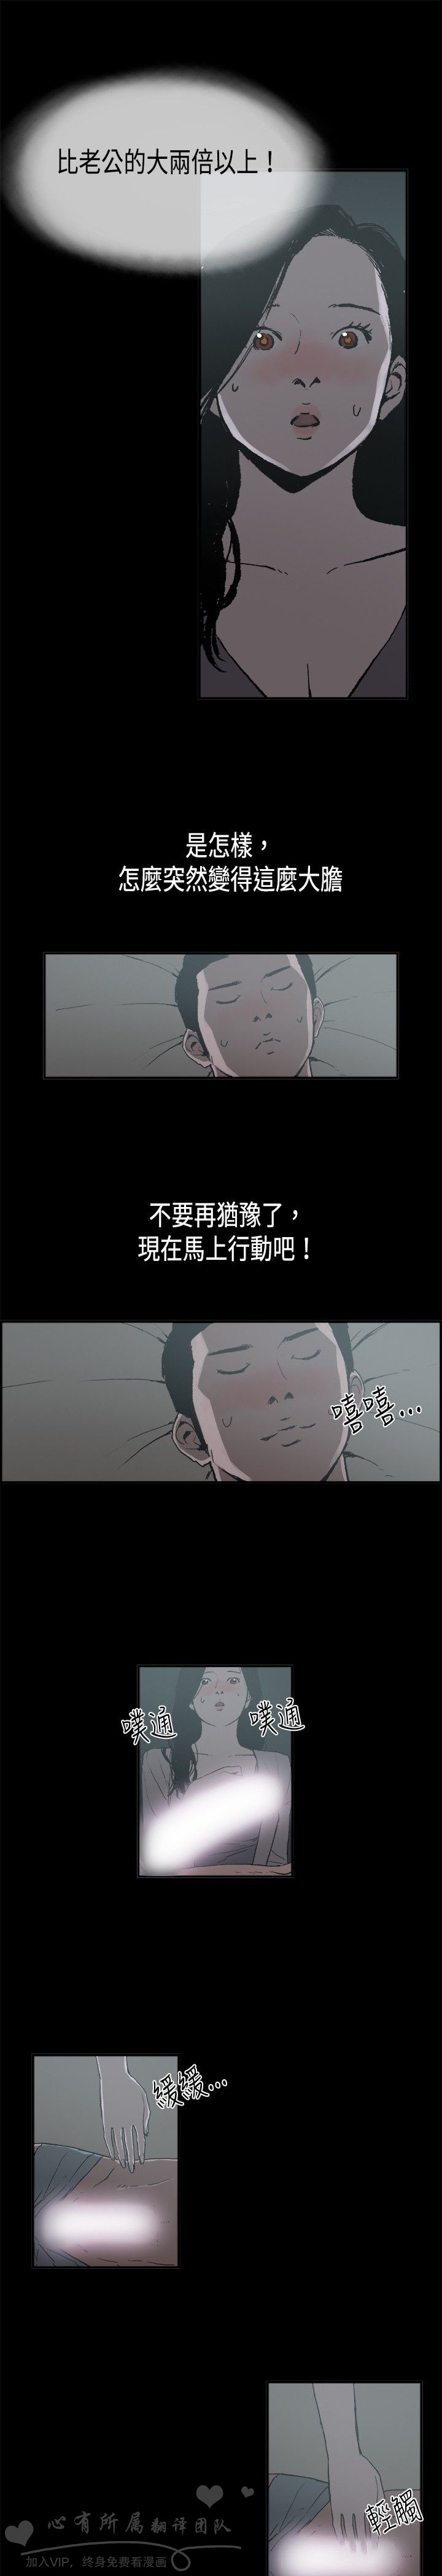 比老公的大兩倍以上！
是怎樣，
怎麼突然變得這麼大膽
不要再猶豫了，
現在馬上行動吧！
嘻嘻…
噗通
噗通
緩緩…
輕觸
心有所属翻译团队
加入VIP，终身免费看漫画